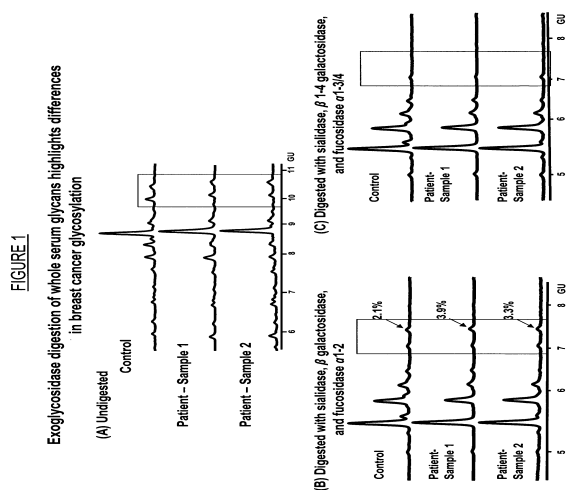 FIGURE 1
Exoglycosidase digestion of whole serum glycans highlights differences
in breast cancer glycosylation
(A) Undigested
Control
Patient – Sample 1
Patient – Sample 2
6 7 8 9 10 11
GU
(B) Digested with sialidase, β galactosidase,
and fucosidase α1-2
Control
2.1%
Patient-
Sample 1
3.9%
Patient-
Sample 2
3.3%
5 6 7 8
GU
(C) Digested with sialidase, β 1-4 galactosidase,
and fucosidase α1-3/4
Control
Patient-
Sample 1
Patient-
Sample 2
5 6 7 8
GU